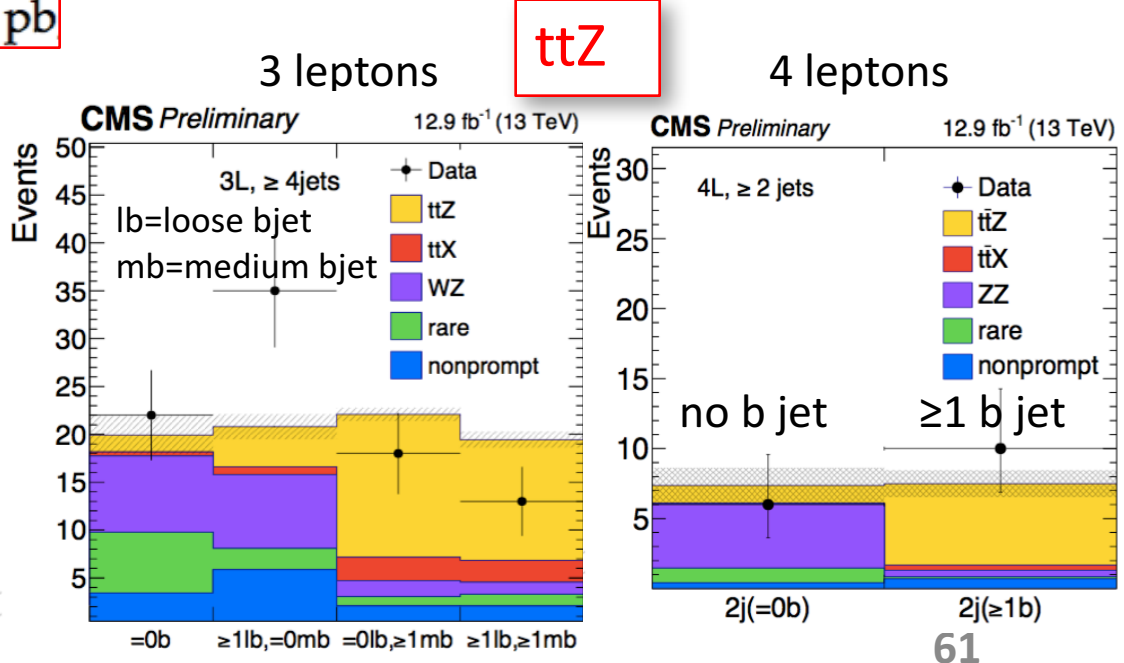 pb
ttZ
3 leptons
4 leptons
CMS Preliminary
12.9 fb⁻¹ (13 TeV)
Events
50
45
40
35
30
25
20
15
10
5
3L, ≥ 4jets
lb=loose bjet
mb=medium bjet
Data
ttZ
ttX
WZ
rare
nonprompt
=0b
≥1lb,=0mb
=0lb,≥1mb
≥1lb,≥1mb
CMS Preliminary
12.9 fb⁻¹ (13 TeV)
Events
30
25
20
15
10
5
4L, ≥ 2 jets
Data
tt̄Z
tt̄X
ZZ
rare
nonprompt
no b jet
≥1 b jet
2j(=0b)
2j(≥1b)
61